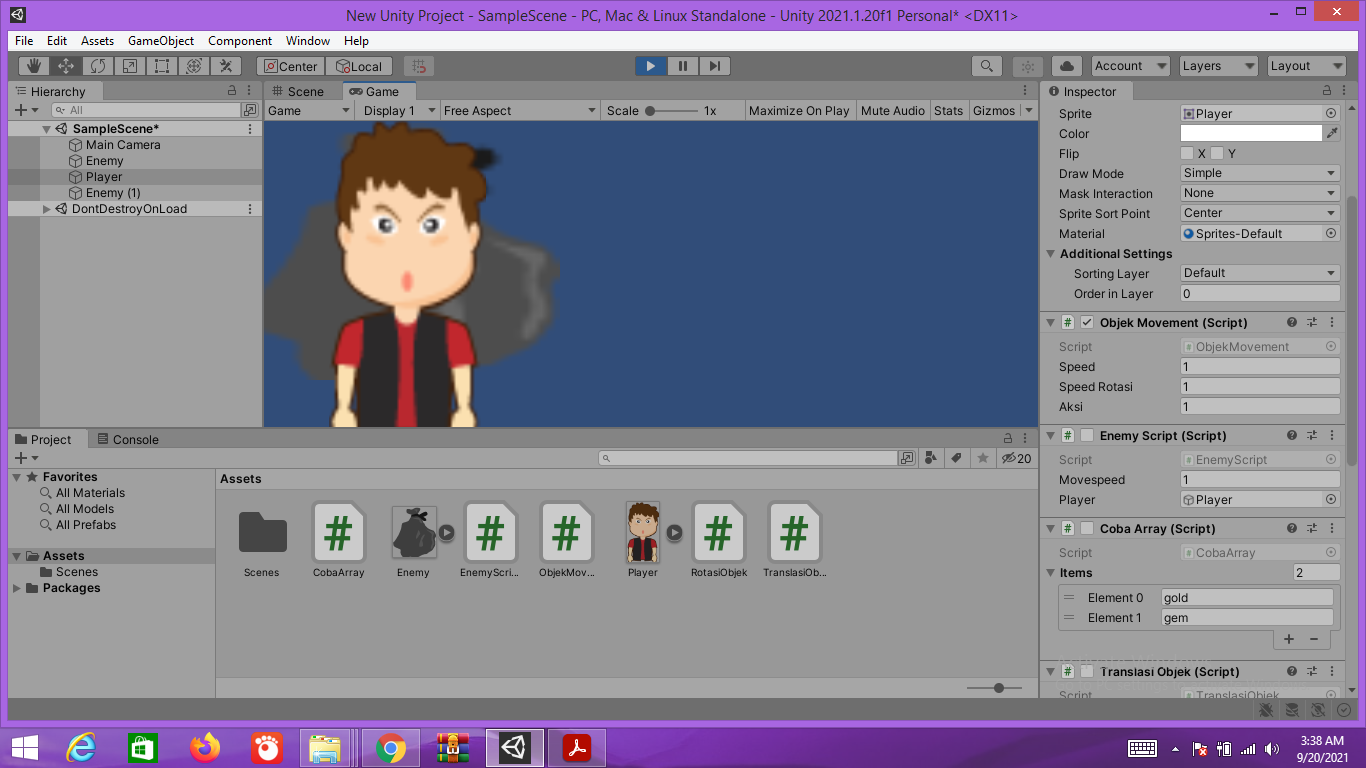 New Unity Project - SampleScene - PC, Mac & Linux Standalone - Unity 2021.1.20f1 Personal* <DX11>
File Edit Assets GameObject Component Window Help
Center Local Account Layers Layout
Hierarchy
All
SampleScene*
Main Camera
Enemy
Player
Enemy (1)
DontDestroyOnLoad
Scene Game
Game Display 1 Free Aspect Scale 1x Maximize On Play Mute Audio Stats Gizmos
Inspector
Sprite Player
Color
Flip X Y
Draw Mode Simple
Mask Interaction None
Sprite Sort Point Center
Material Sprites-Default
Additional Settings
Sorting Layer Default
Order in Layer 0
# Objek Movement (Script)
Script # ObjekMovement
Speed 1
Speed Rotasi 1
Aksi 1
# Enemy Script (Script)
Script # EnemyScript
Movespeed 1
Player Player
# Coba Array (Script)
Script # CobaArray
Items 2
Element 0 gold
Element 1 gem
# Translasi Objek (Script)
Script # TranslasiObjek
Project Console
20
Favorites
All Materials
All Models
All Prefabs
Assets
Scenes
Packages
Assets
Scenes CobaArray Enemy EnemyScri... ObjekMov... Player RotasiObjek TranslasiOb...
3:38 AM
9/20/2021